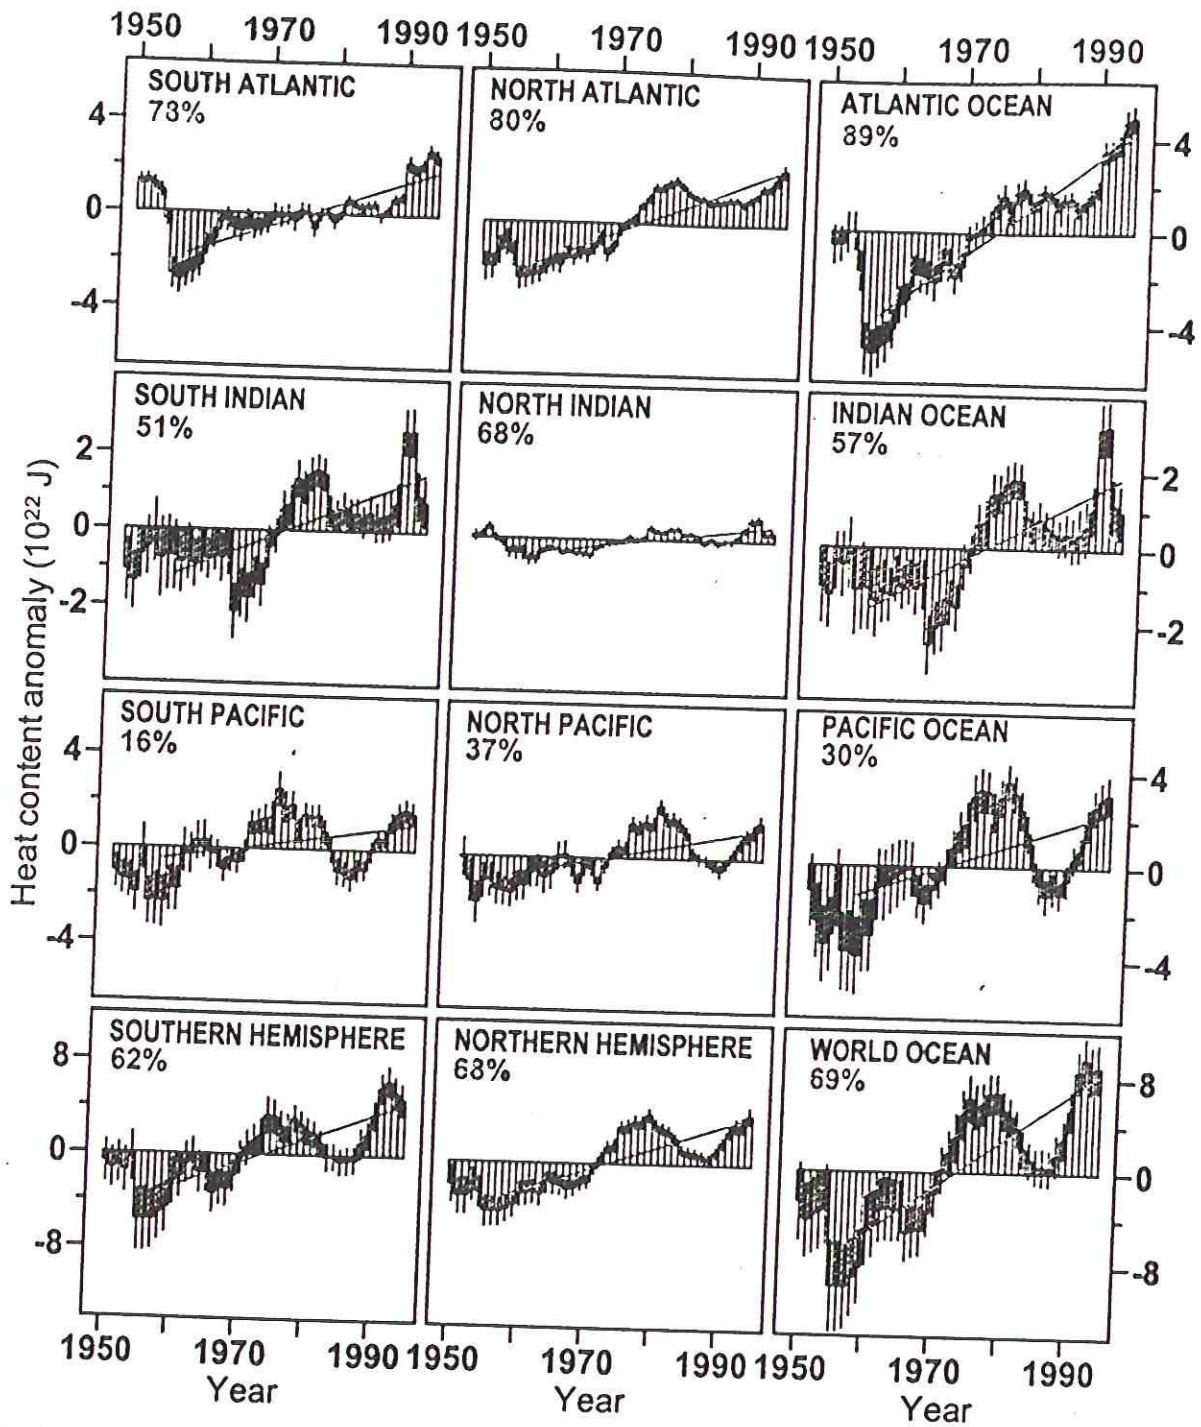 1950 1970 1990 1950 1970 1990 1950 1970 1990
SOUTH ATLANTIC
73%
NORTH ATLANTIC
80%
ATLANTIC OCEAN
89%
4
0
-4
4
0
-4
SOUTH INDIAN
51%
NORTH INDIAN
68%
INDIAN OCEAN
57%
2
0
-2
2
0
-2
Heat content anomaly (10²² J)
SOUTH PACIFIC
16%
NORTH PACIFIC
37%
PACIFIC OCEAN
30%
4
0
-4
4
0
-4
SOUTHERN HEMISPHERE
62%
NORTHERN HEMISPHERE
68%
WORLD OCEAN
69%
8
0
-8
8
0
-8
1950 1970 1990 1950 1970 1990 1950 1970 1990
Year Year Year